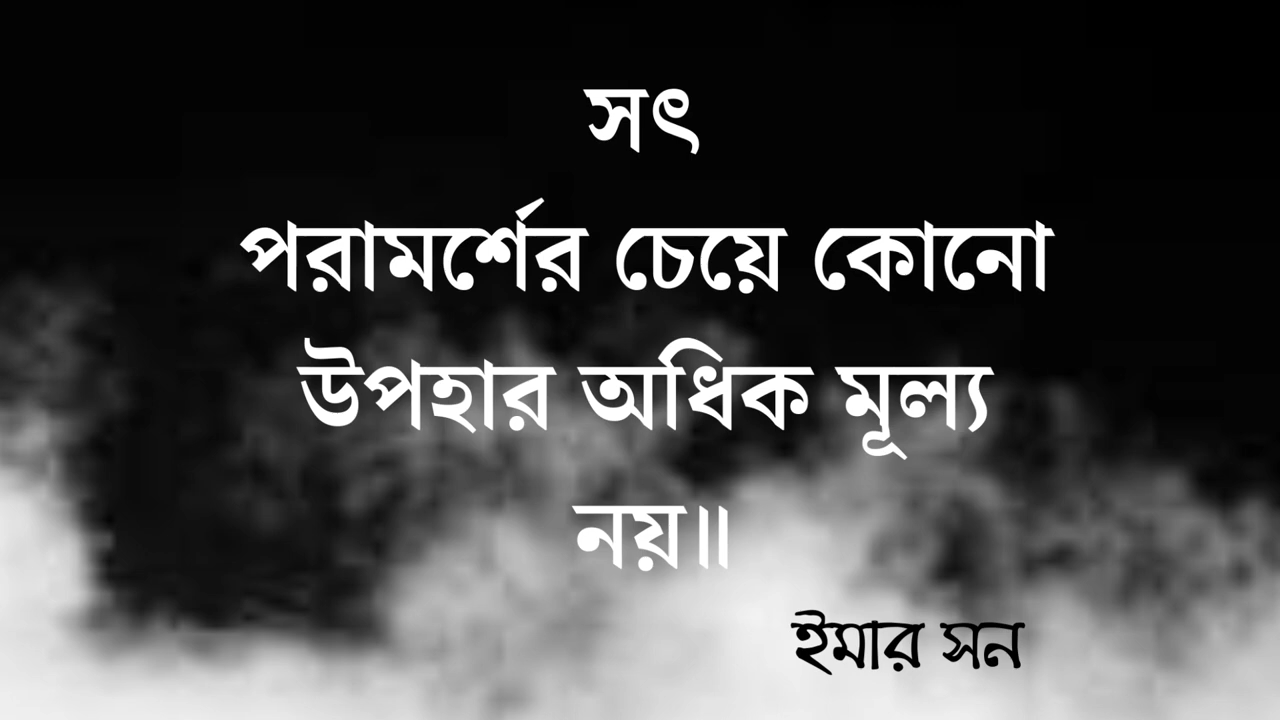 সৎ
পরামর্শের চেয়ে কোনো
উপহার অধিক মূল্য
নয়॥
ইমার সন